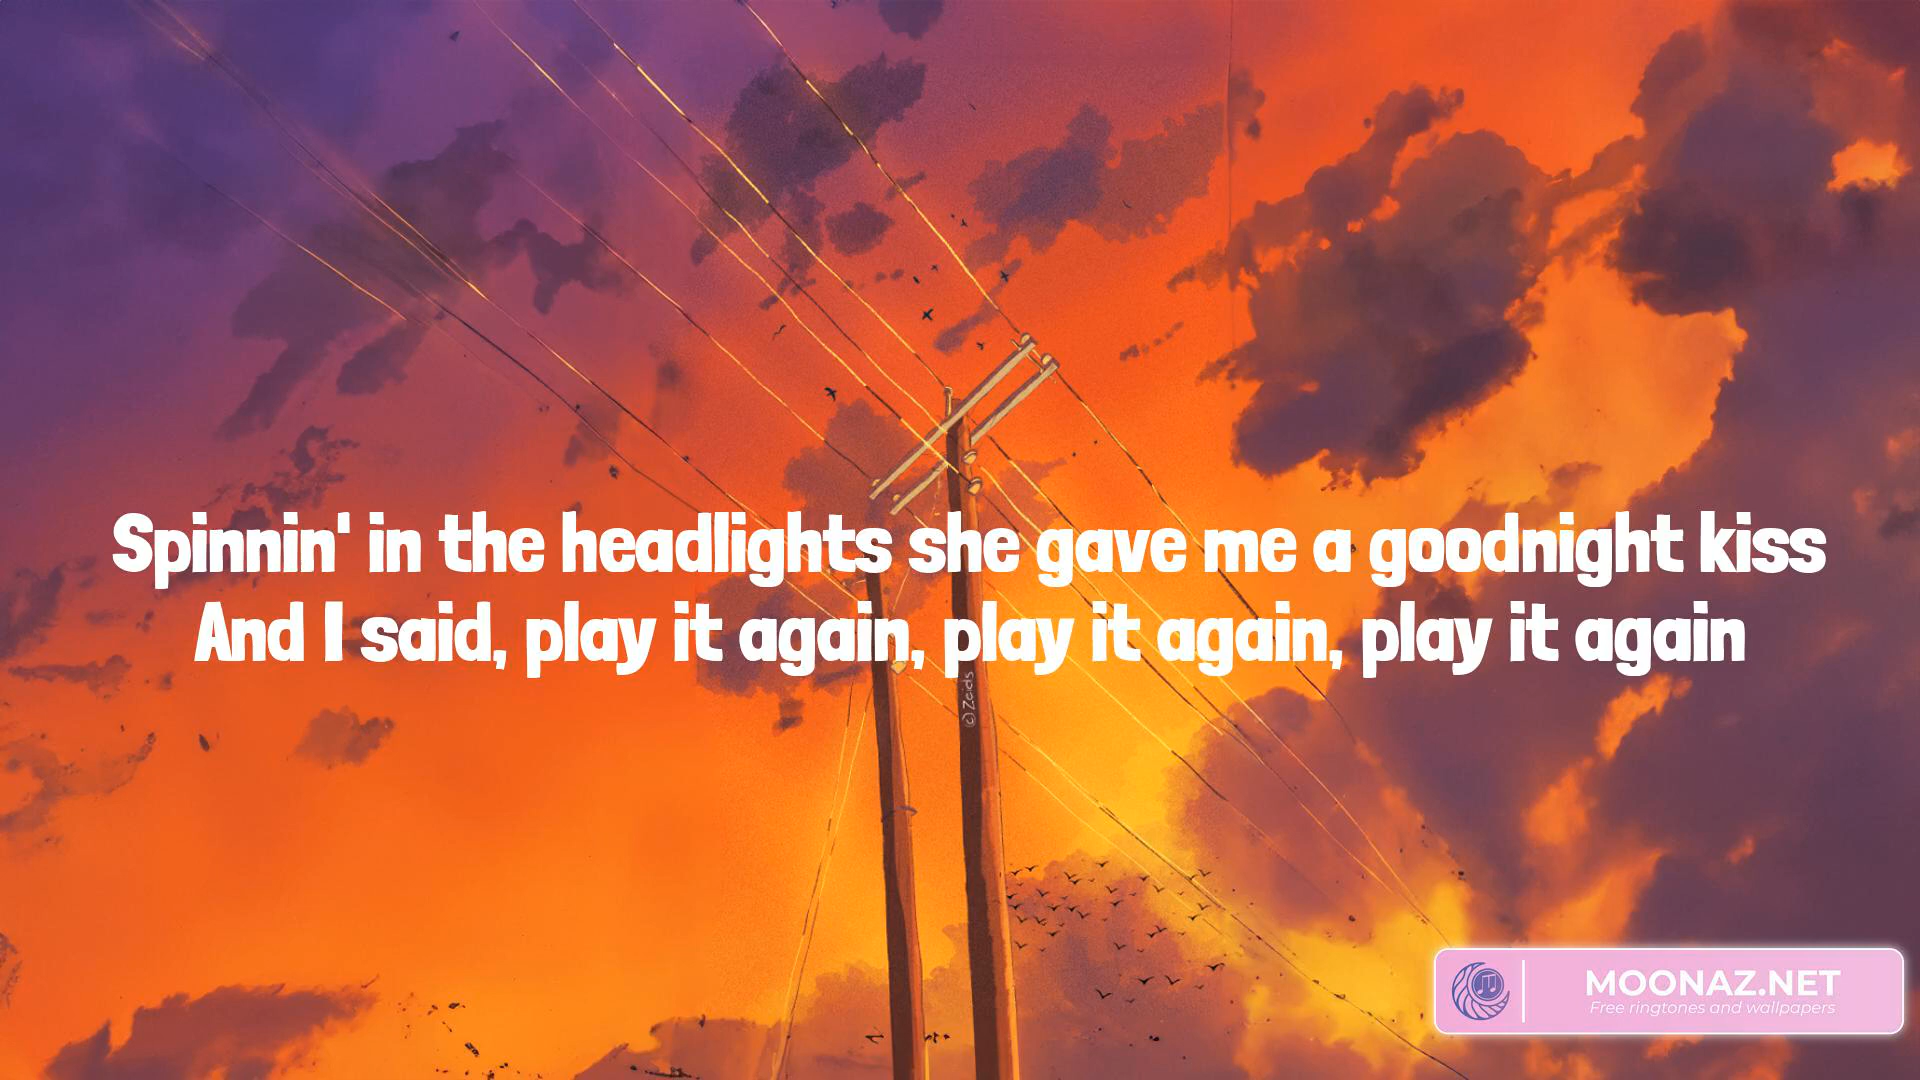 Spinnin' in the headlights she gave me a goodnight kiss
And I said, play it again, play it again, play it again
©Zaids
MOONAZ.NET
Free ringtones and wallpapers